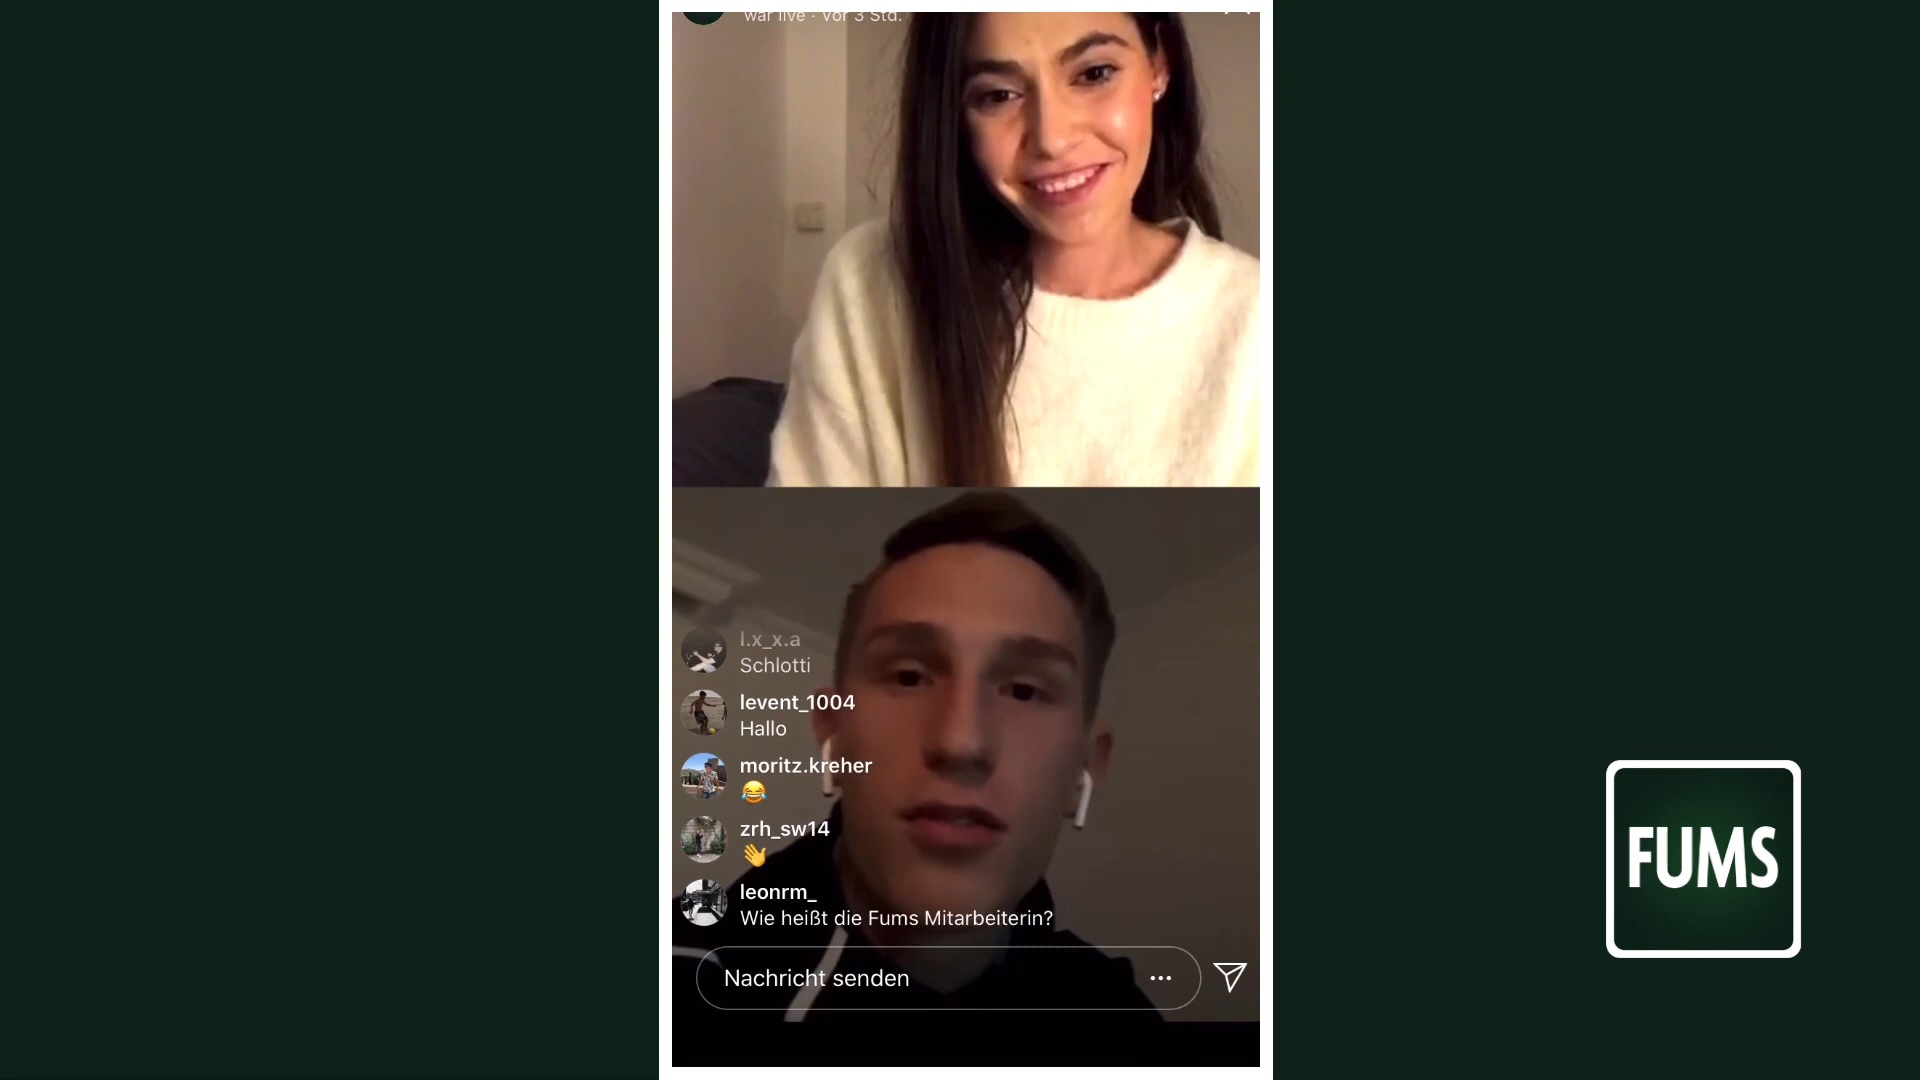 war live · Vor 3 Std.
l.x_x.a
Schlotti
levent_1004
Hallo
moritz.kreher
😂
zrh_sw14
👋
leonrm_
Wie heißt die Fums Mitarbeiterin?
Nachricht senden
FUMS